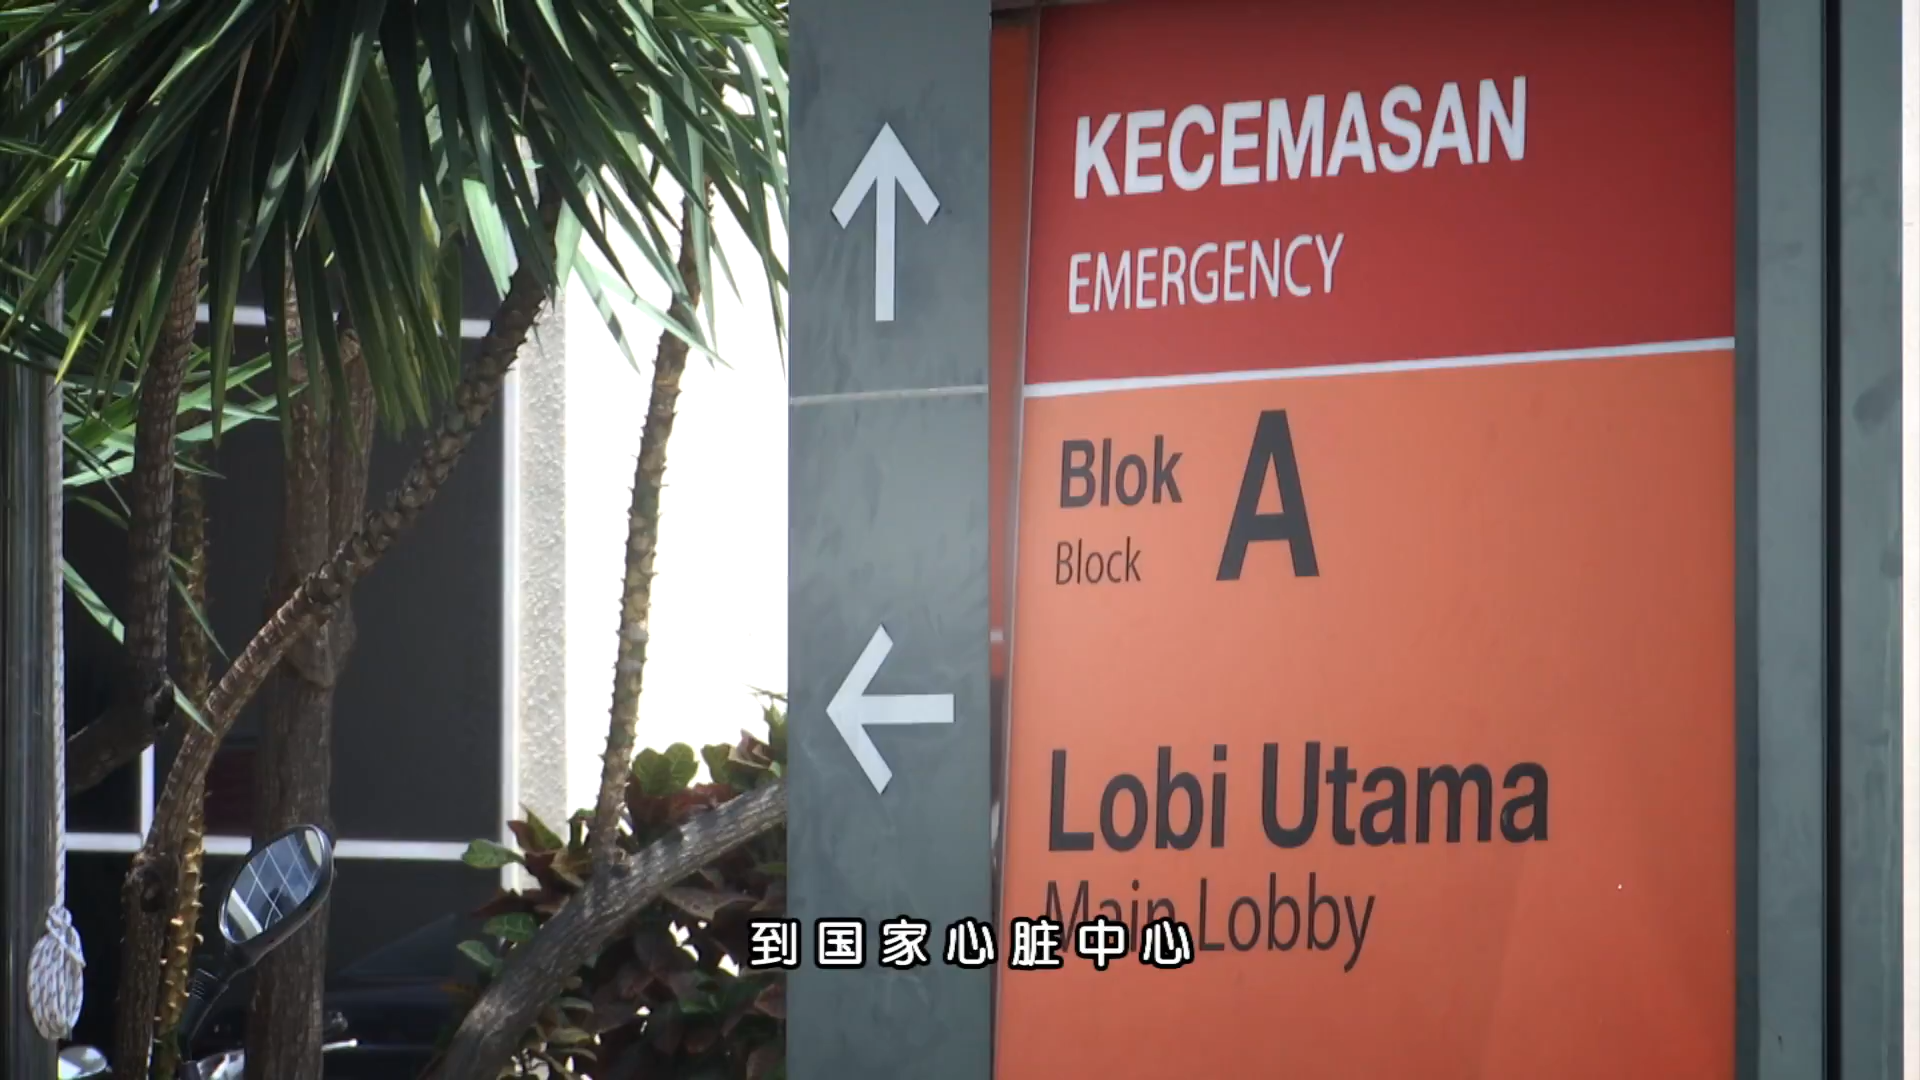 KECEMASAN
EMERGENCY
Blok A
Block
Lobi Utama
Main Lobby
到国家心脏中心